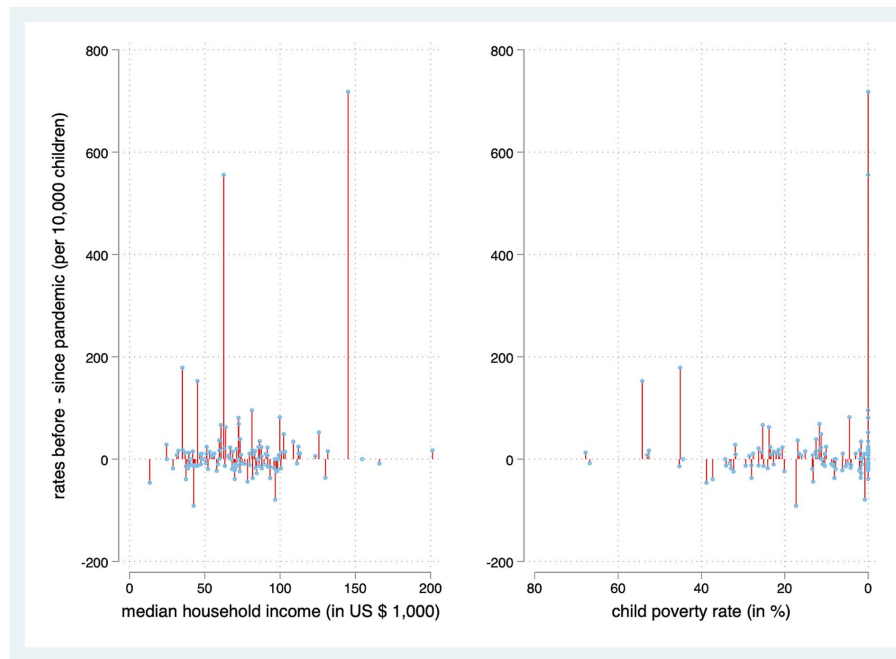 800
600
400
200
0
-200
rates before - since pandemic (per 10,000 children)
0 50 100 150 200
median household income (in US $ 1,000)
800
600
400
200
0
-200
80 60 40 20 0
child poverty rate (in %)